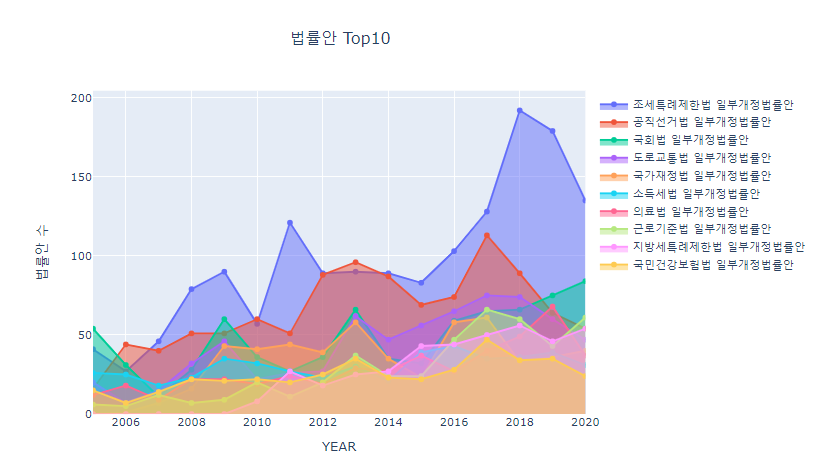 법률안 Top10
200
150
100
50
0
법률안 수
2006
2008
2010
2012
2014
2016
2018
2020
YEAR
조세특례제한법 일부개정법률안
공직선거법 일부개정법률안
국회법 일부개정법률안
도로교통법 일부개정법률안
국가재정법 일부개정법률안
소득세법 일부개정법률안
의료법 일부개정법률안
근로기준법 일부개정법률안
지방세특례제한법 일부개정법률안
국민건강보험법 일부개정법률안